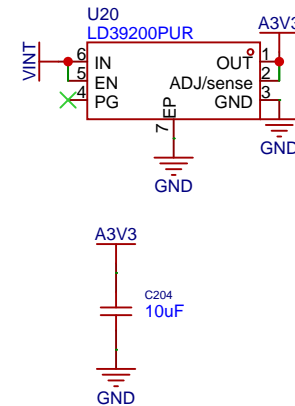 U20
LD39200PUR
A3V3
VINT
6 IN OUT 1
5 EN ADJ/sense 2
4 PG GND 3
7 EP
GND
GND
A3V3
C204
10uF
GND